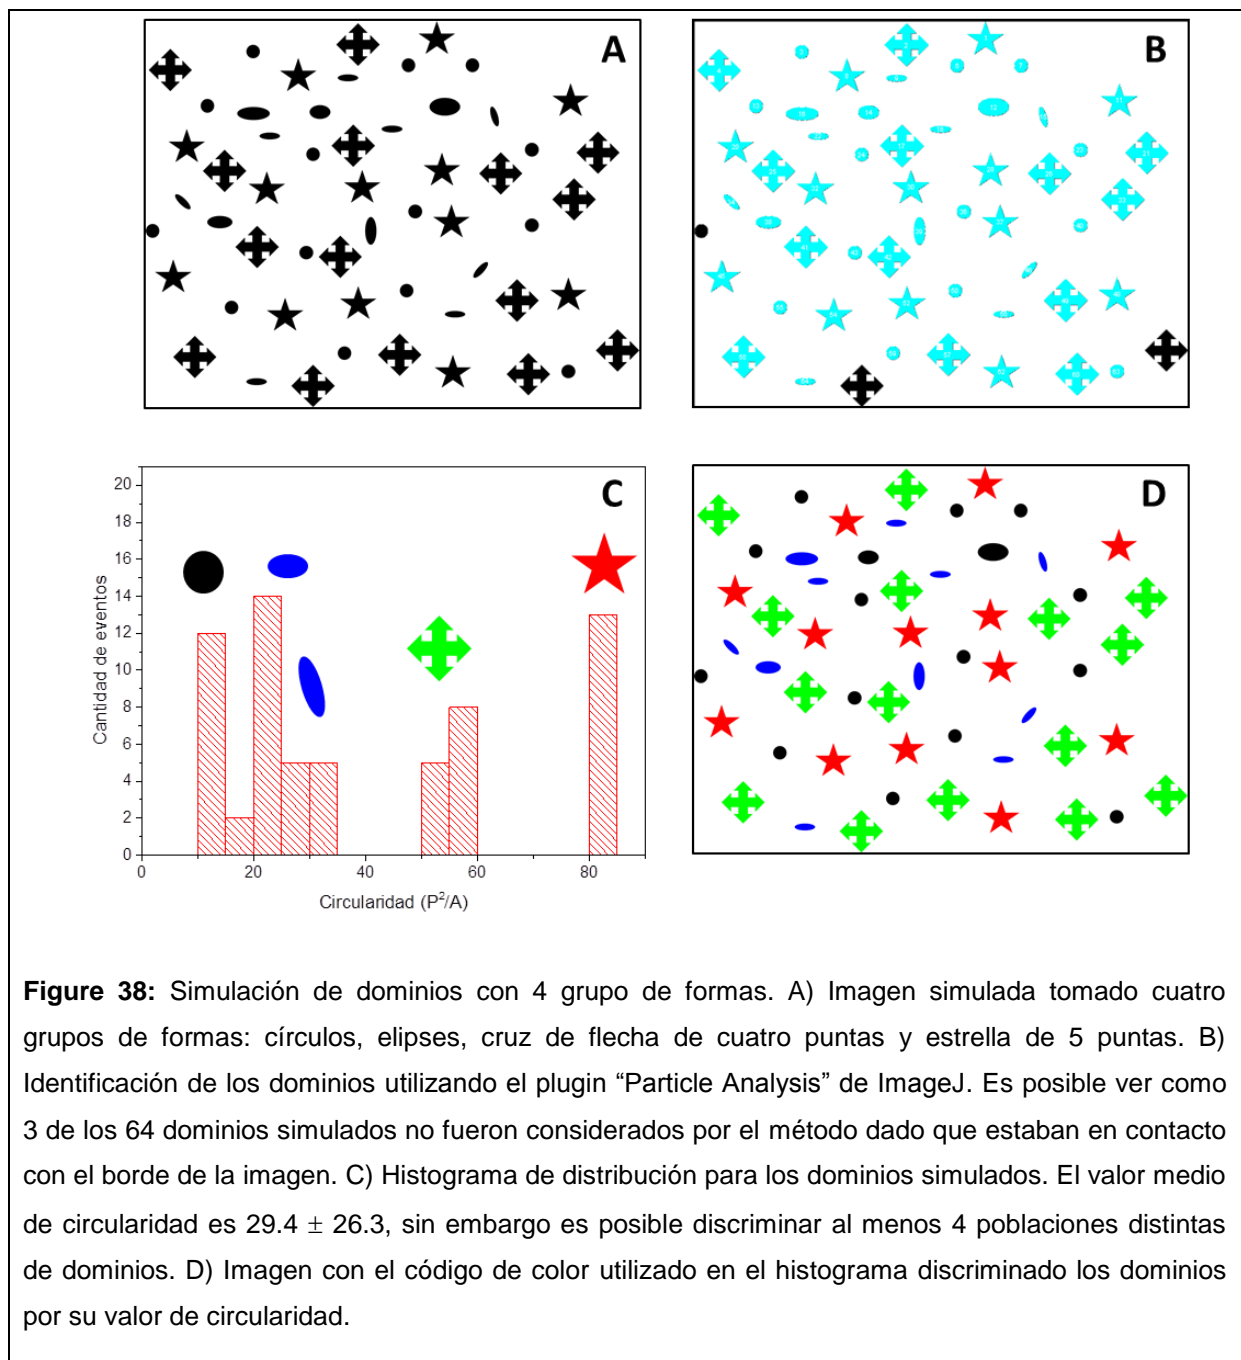 A
B
C
20
18
16
14
12
10
8
6
4
2
0
Cantidad de eventos
0 20 40 60 80
Circularidad (P²/A)
D
Figure 38: Simulación de dominios con 4 grupo de formas. A) Imagen simulada tomado cuatro
grupos de formas: círculos, elipses, cruz de flecha de cuatro puntas y estrella de 5 puntas. B)
Identificación de los dominios utilizando el plugin “Particle Analysis” de ImageJ. Es posible ver como
3 de los 64 dominios simulados no fueron considerados por el método dado que estaban en contacto
con el borde de la imagen. C) Histograma de distribución para los dominios simulados. El valor medio
de circularidad es 29.4 ± 26.3, sin embargo es posible discriminar al menos 4 poblaciones distintas
de dominios. D) Imagen con el código de color utilizado en el histograma discriminado los dominios
por su valor de circularidad.